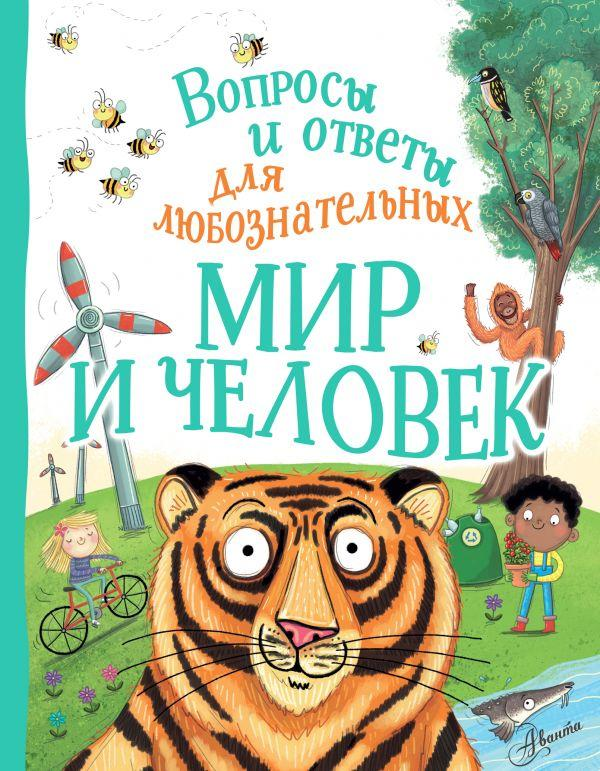 Вопросы
и ответы
для
любознательных
МИР
И ЧЕЛОВЕК
Аванта